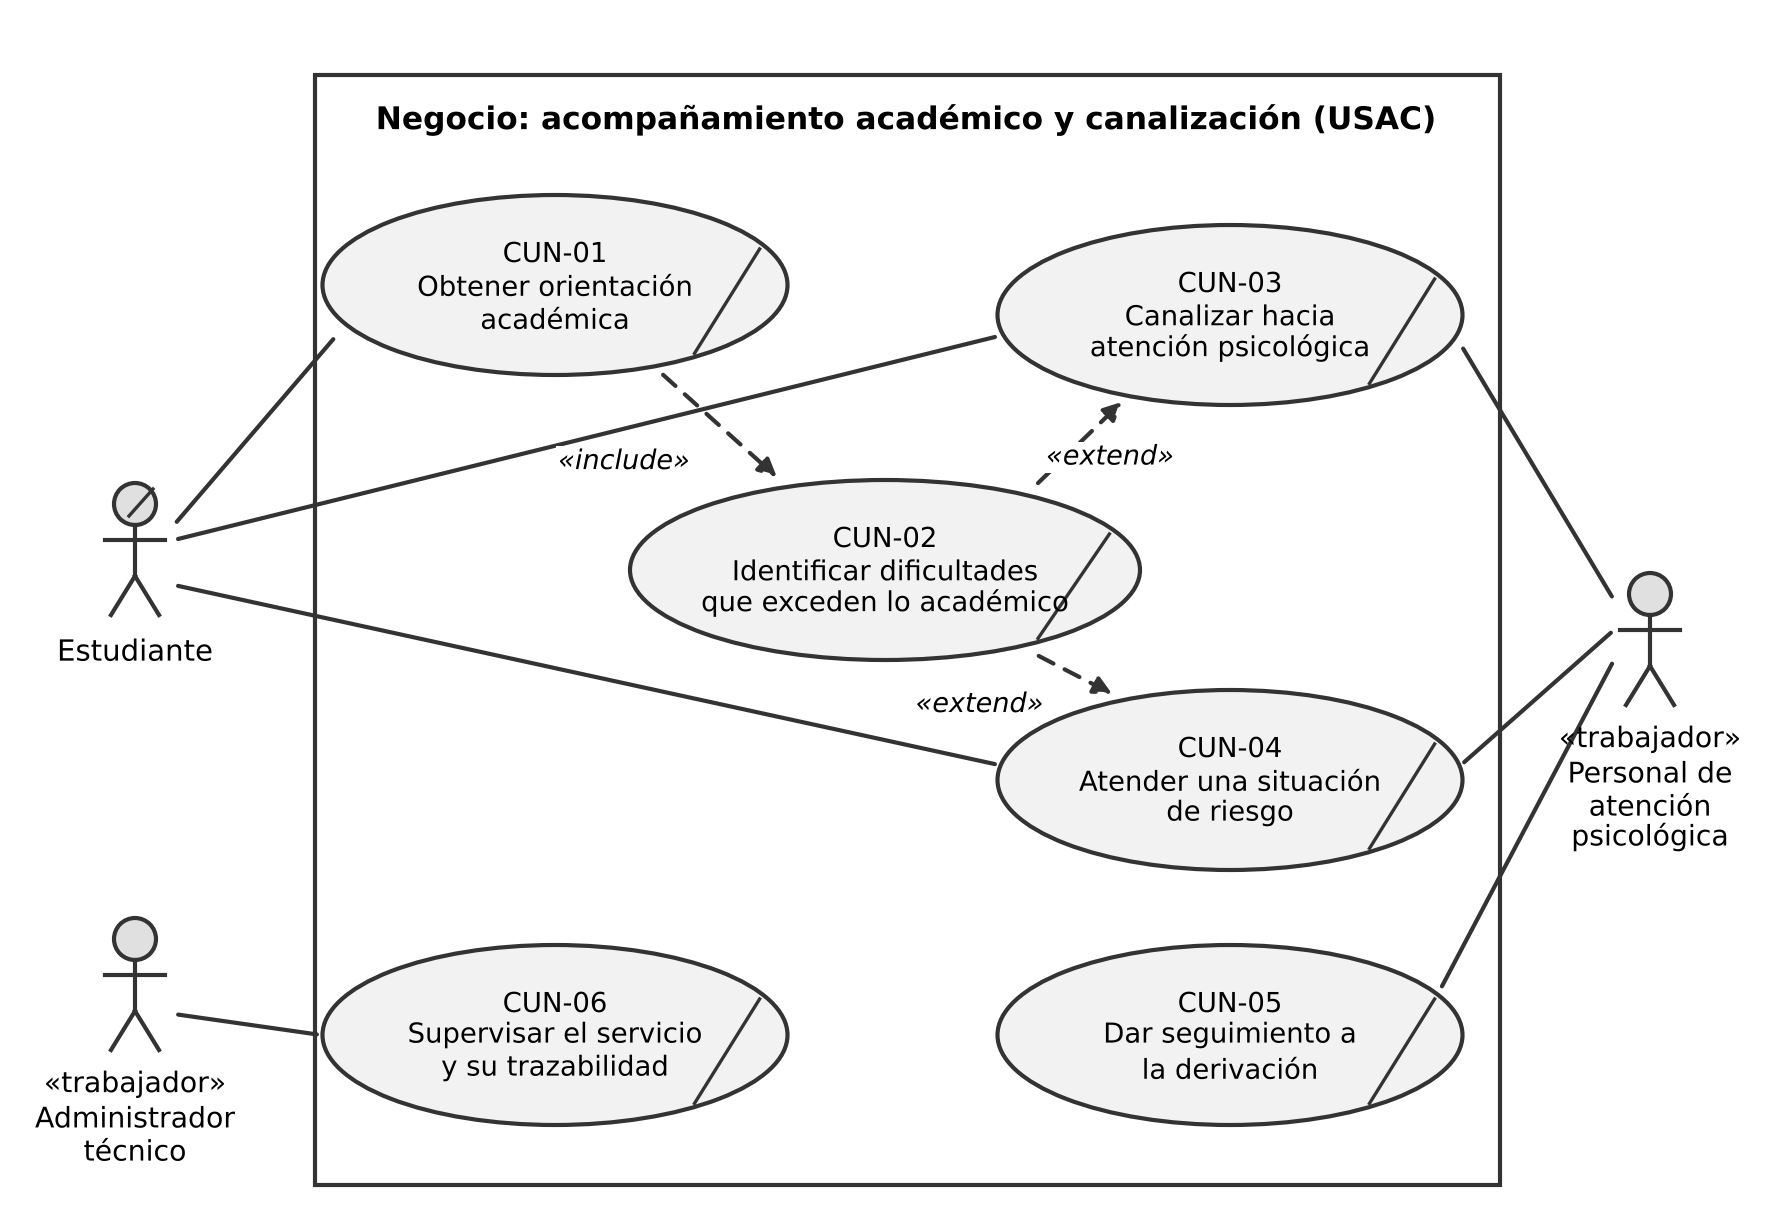 Negocio: acompañamiento académico y canalización (USAC)
CUN-01
Obtener orientación
académica
CUN-03
Canalizar hacia
atención psicológica
«include»
«extend»
CUN-02
Identificar dificultades
que exceden lo académico
Estudiante
«extend»
CUN-04
Atender una situación
de riesgo
«trabajador»
Personal de
atención
psicológica
CUN-06
Supervisar el servicio
y su trazabilidad
CUN-05
Dar seguimiento a
la derivación
«trabajador»
Administrador
técnico